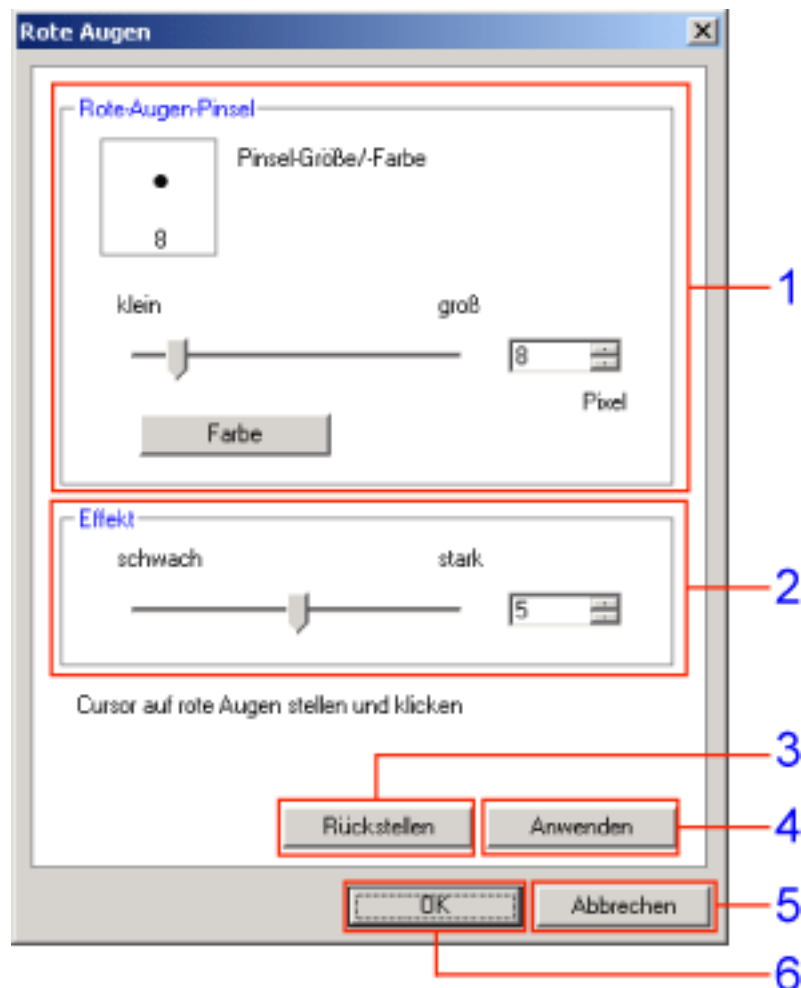 Rote Augen
Rote-Augen-Pinsel
Pinsel-Größe/-Farbe
8
1
klein groß
8
Pixel
Farbe
Effekt
schwach stark
2
5
Cursor auf rote Augen stellen und klicken
3
Rückstellen Anwenden 4
OK Abbrechen 5
6